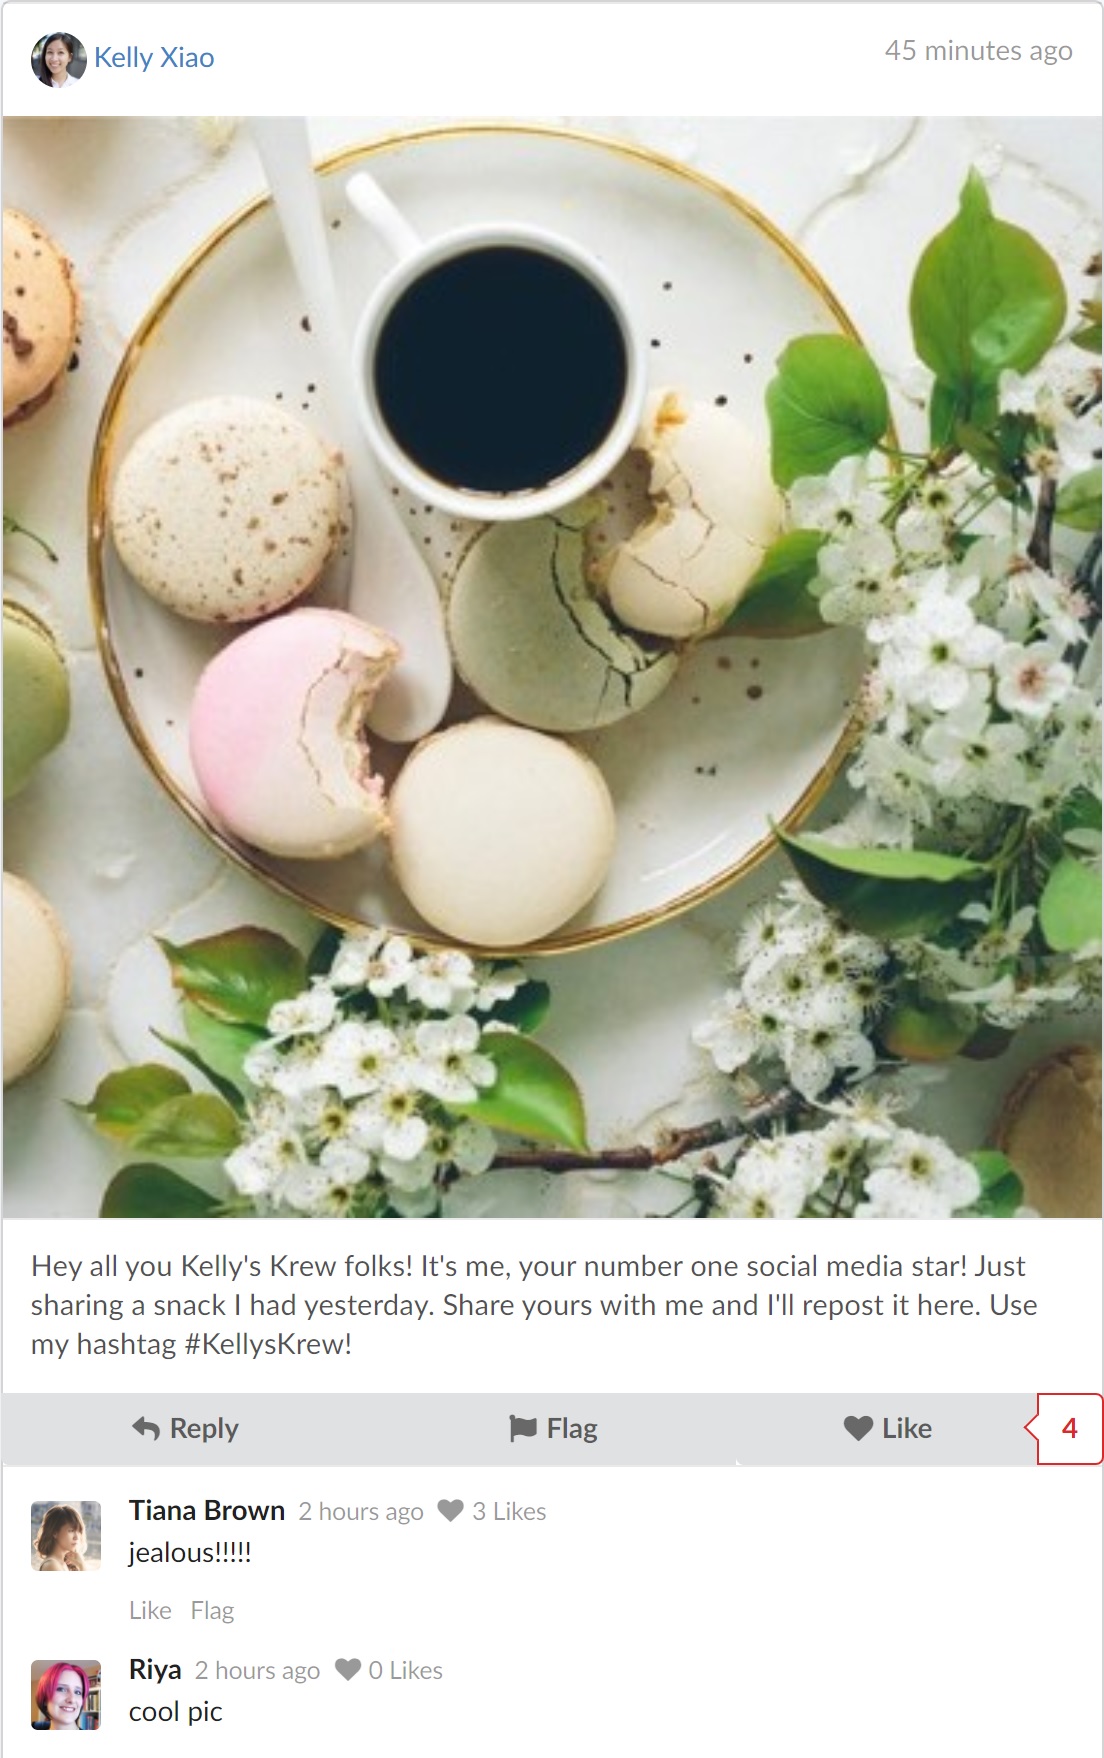 Kelly Xiao
45 minutes ago
Hey all you Kelly's Krew folks! It's me, your number one social media star! Just
sharing a snack I had yesterday. Share yours with me and I'll repost it here. Use
my hashtag #KellysKrew!
Reply Flag Like 4
Tiana Brown 2 hours ago 3 Likes
jealous!!!!!
Like Flag
Riya 2 hours ago 0 Likes
cool pic